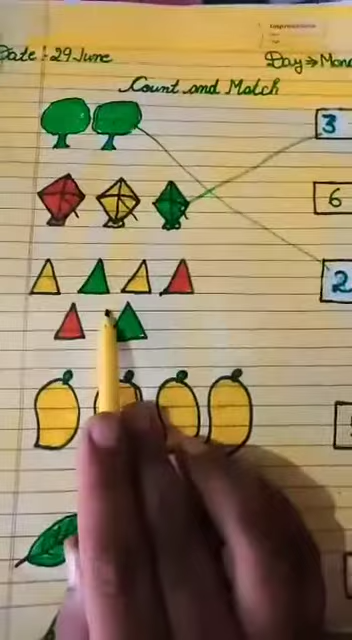 Date:- 29 June
Day → Mon
Count and Match
3
6
2